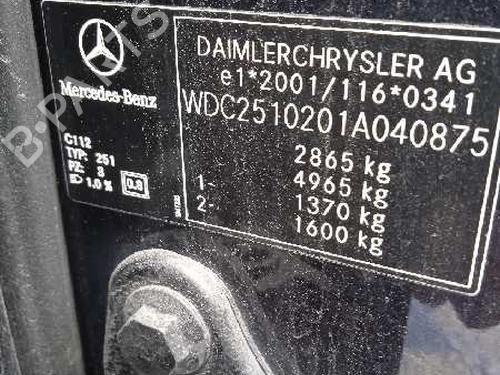 Mercedes-Benz
DAIMLERCHRYSLER AG
e1*2001/116*0341
WDC2510201A040875
2865 kg
1- 4965 kg
2- 1370 kg
1600 kg
C112
TYP: 251
PZ: 3
1.0 %
0.8
B-PARTS